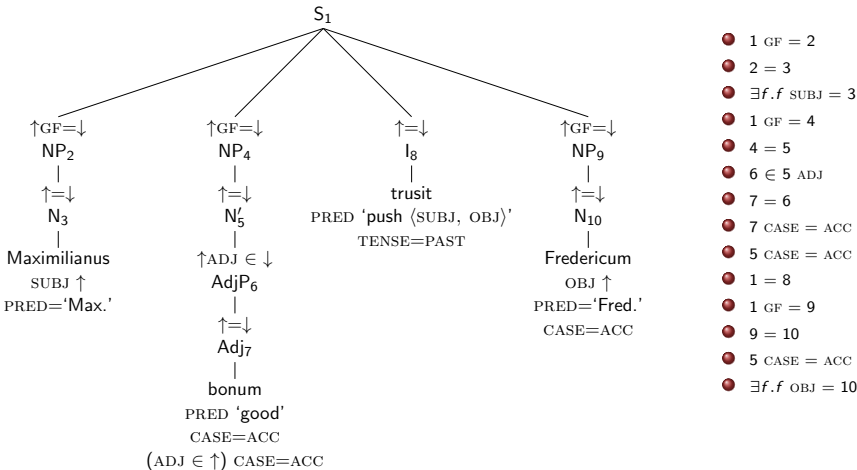 S₁
↑GF=↓ ↑GF=↓ ↑=↓ ↑GF=↓
NP₂ NP₄ I₈ NP₉
↑=↓ ↑=↓ trusit ↑=↓
N₃ N′₅ PRED ‘push ⟨SUBJ, OBJ⟩’ N₁₀
TENSE=PAST
Maximilianus ↑ADJ ∈ ↓ Fredericum
SUBJ ↑ AdjP₆ OBJ ↑
PRED=‘Max.’ PRED=‘Fred.’
↑=↓ CASE=ACC
Adj₇
bonum
PRED ‘good’
CASE=ACC
(ADJ ∈ ↑) CASE=ACC
1 GF = 2
2 = 3
∃f.f SUBJ = 3
1 GF = 4
4 = 5
6 ∈ 5 ADJ
7 = 6
7 CASE = ACC
5 CASE = ACC
1 = 8
1 GF = 9
9 = 10
5 CASE = ACC
∃f.f OBJ = 10